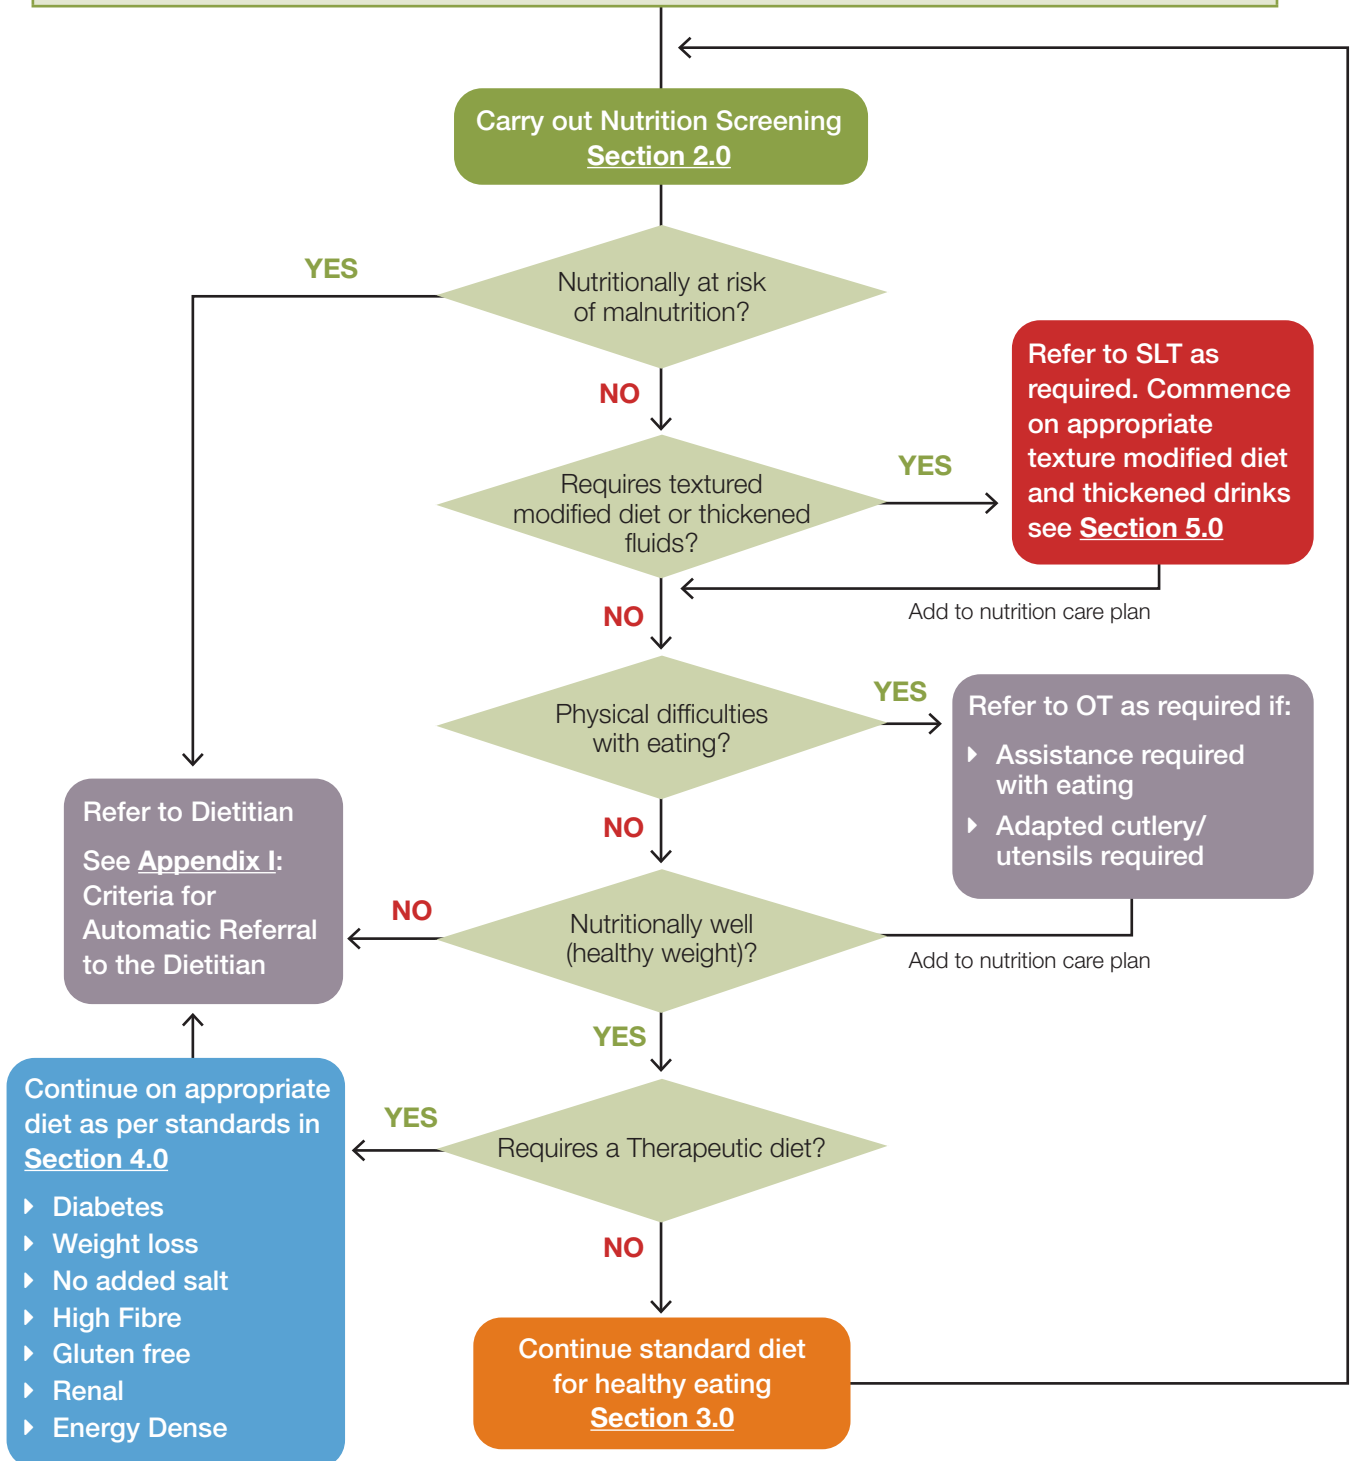 Carry out Nutrition Screening
Section 2.0
YES
Nutritionally at risk
of malnutrition?
NO
Refer to SLT as
required. Commence
on appropriate
texture modified diet
and thickened drinks
see Section 5.0
YES
Requires textured
modified diet or thickened
fluids?
NO
Add to nutrition care plan
YES
Physical difficulties
with eating?
Refer to OT as required if:
Assistance required
with eating
Adapted cutlery/
utensils required
NO
Refer to Dietitian
See Appendix I:
Criteria for
Automatic Referral
to the Dietitian
NO
Nutritionally well
(healthy weight)?
Add to nutrition care plan
YES
Continue on appropriate
diet as per standards in
Section 4.0
Diabetes
Weight loss
No added salt
High Fibre
Gluten free
Renal
Energy Dense
YES
Requires a Therapeutic diet?
NO
Continue standard diet
for healthy eating
Section 3.0